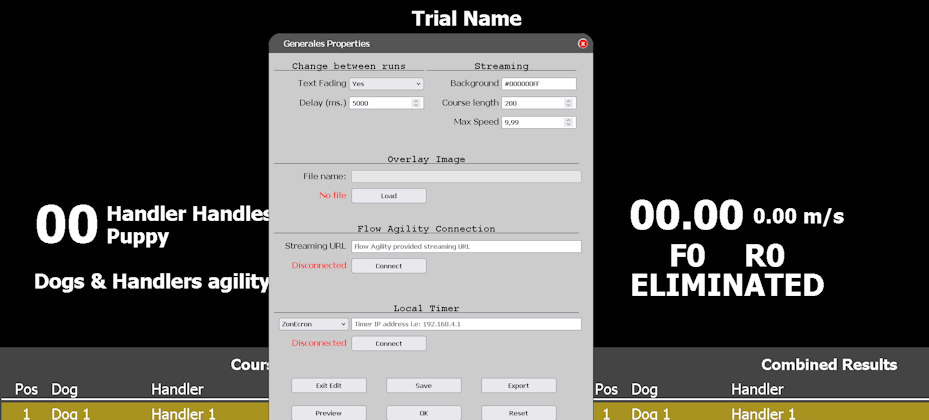 Trial Name
Generales Properties
Change between runs
Streaming
Text Fading Yes
Background #000000FF
Delay (ms.) 5000
Course length 200
Max Speed 9,99
Overlay Image
File name:
No file Load
Flow Agility Connection
Streaming URL Flow Agility provided streaming URL
Disconnected Connect
Local Timer
ZonEcron Timer IP address i.e: 192.168.4.1
Disconnected Connect
Exit Edit Save Export
Preview OK Reset
00 Handler Handles
Puppy
Dogs & Handlers agility
00.00 0.00 m/s
F0 R0
ELIMINATED
Cours
Pos Dog Handler
1 Dog 1 Handler 1
Combined Results
Pos Dog Handler
1 Dog 1 Handler 1